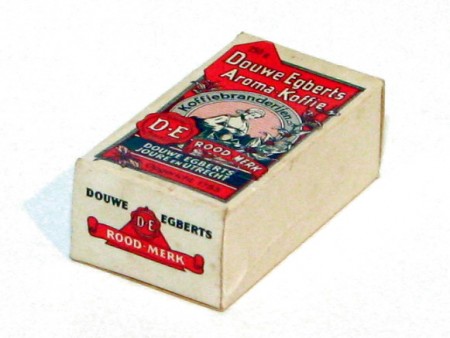 Douwe Egberts
Aroma Koffie
Koffiebranderijen
D·E
ROOD MERK
DOUWE EGBERTS
JOURE EN UTRECHT
DOUWE EGBERTS
D·E
ROOD-MERK